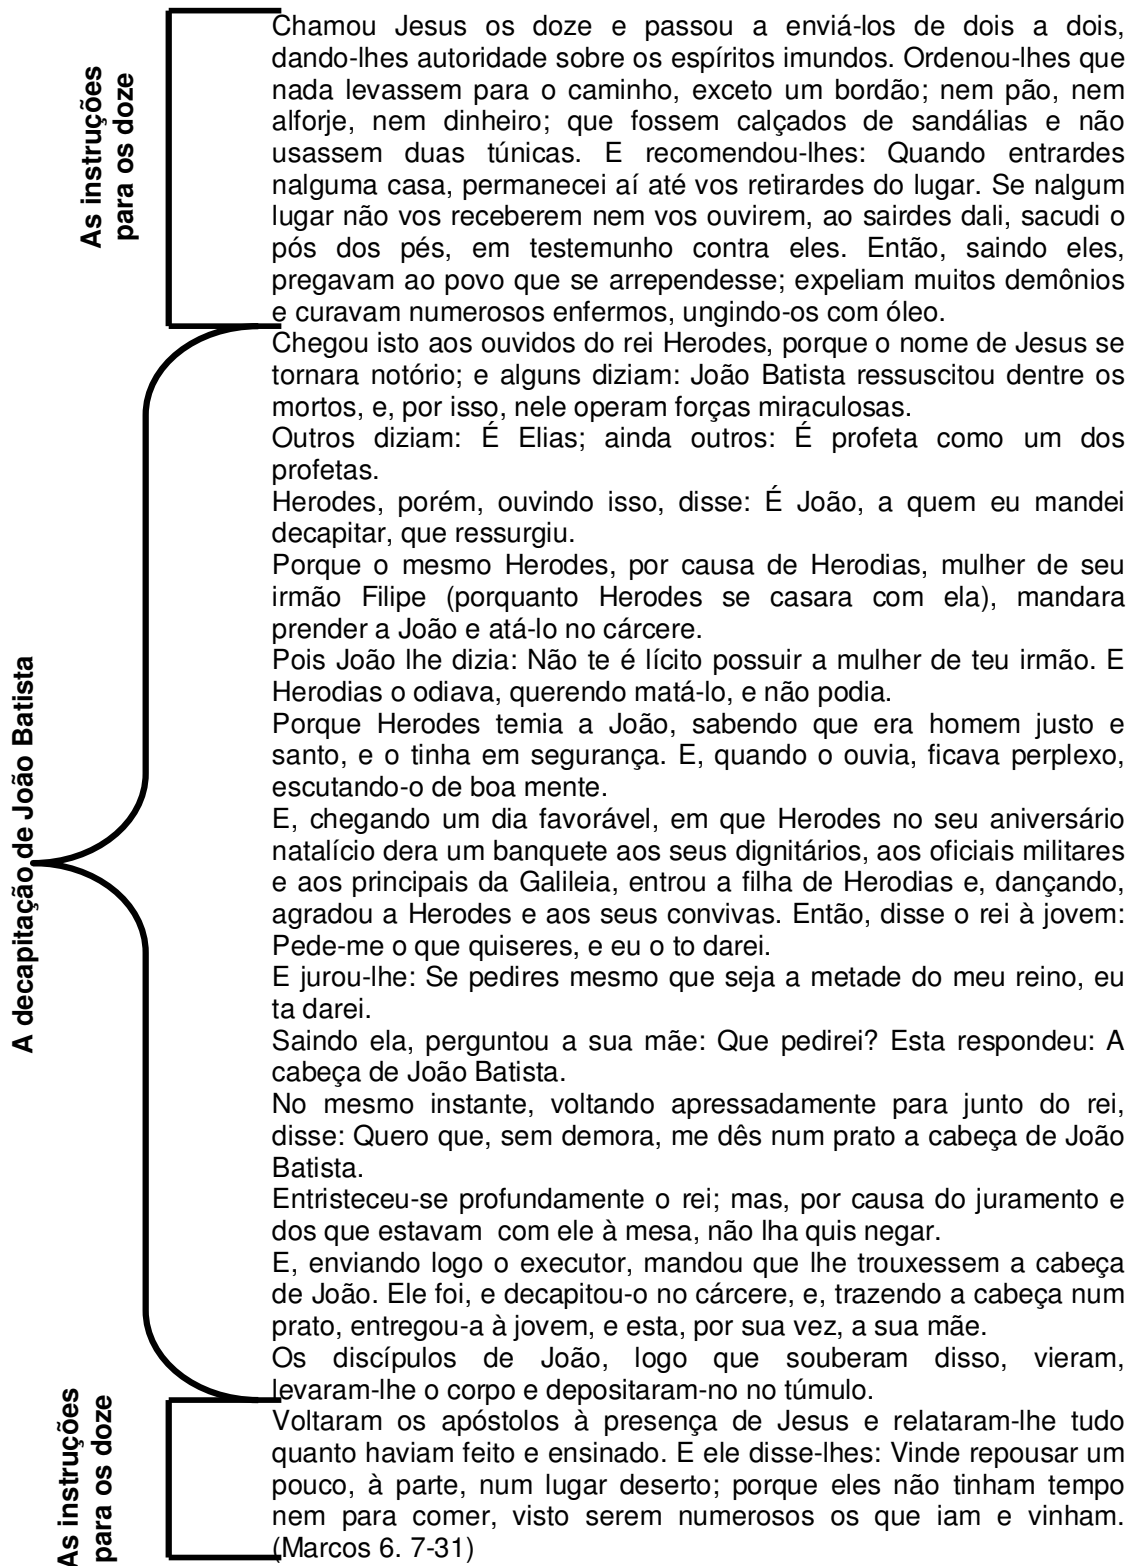 As instruções
para os doze
Chamou Jesus os doze e passou a enviá-los de dois a dois,
dando-lhes autoridade sobre os espíritos imundos. Ordenou-lhes que
nada levassem para o caminho, exceto um bordão; nem pão, nem
alforje, nem dinheiro; que fossem calçados de sandálias e não
usassem duas túnicas. E recomendou-lhes: Quando entrardes
nalguma casa, permanecei aí até vos retirardes do lugar. Se nalgum
lugar não vos receberem nem vos ouvirem, ao sairdes dali, sacudi o
pós dos pés, em testemunho contra eles. Então, saindo eles,
pregavam ao povo que se arrependesse; expeliam muitos demônios
e curavam numerosos enfermos, ungindo-os com óleo.
A decapitação de João Batista
Chegou isto aos ouvidos do rei Herodes, porque o nome de Jesus se
tornara notório; e alguns diziam: João Batista ressuscitou dentre os
mortos, e, por isso, nele operam forças miraculosas.
Outros diziam: É Elias; ainda outros: É profeta como um dos
profetas.
Herodes, porém, ouvindo isso, disse: É João, a quem eu mandei
decapitar, que ressurgiu.
Porque o mesmo Herodes, por causa de Herodias, mulher de seu
irmão Filipe (porquanto Herodes se casara com ela), mandara
prender a João e atá-lo no cárcere.
Pois João lhe dizia: Não te é lícito possuir a mulher de teu irmão. E
Herodias o odiava, querendo matá-lo, e não podia.
Porque Herodes temia a João, sabendo que era homem justo e
santo, e o tinha em segurança. E, quando o ouvia, ficava perplexo,
escutando-o de boa mente.
E, chegando um dia favorável, em que Herodes no seu aniversário
natalício dera um banquete aos seus dignitários, aos oficiais militares
e aos principais da Galileia, entrou a filha de Herodias e, dançando,
agradou a Herodes e aos seus convivas. Então, disse o rei à jovem:
Pede-me o que quiseres, e eu o to darei.
E jurou-lhe: Se pedires mesmo que seja a metade do meu reino, eu
ta darei.
Saindo ela, perguntou a sua mãe: Que pedirei? Esta respondeu: A
cabeça de João Batista.
No mesmo instante, voltando apressadamente para junto do rei,
disse: Quero que, sem demora, me dês num prato a cabeça de João
Batista.
Entristeceu-se profundamente o rei; mas, por causa do juramento e
dos que estavam com ele à mesa, não lha quis negar.
E, enviando logo o executor, mandou que lhe trouxessem a cabeça
de João. Ele foi, e decapitou-o no cárcere, e, trazendo a cabeça num
prato, entregou-a à jovem, e esta, por sua vez, a sua mãe.
Os discípulos de João, logo que souberam disso, vieram,
levaram-lhe o corpo e depositaram-no no túmulo.
As instruções
para os doze
Voltaram os apóstolos à presença de Jesus e relataram-lhe tudo
quanto haviam feito e ensinado. E ele disse-lhes: Vinde repousar um
pouco, à parte, num lugar deserto; porque eles não tinham tempo
nem para comer, visto serem numerosos os que iam e vinham.
(Marcos 6. 7-31)